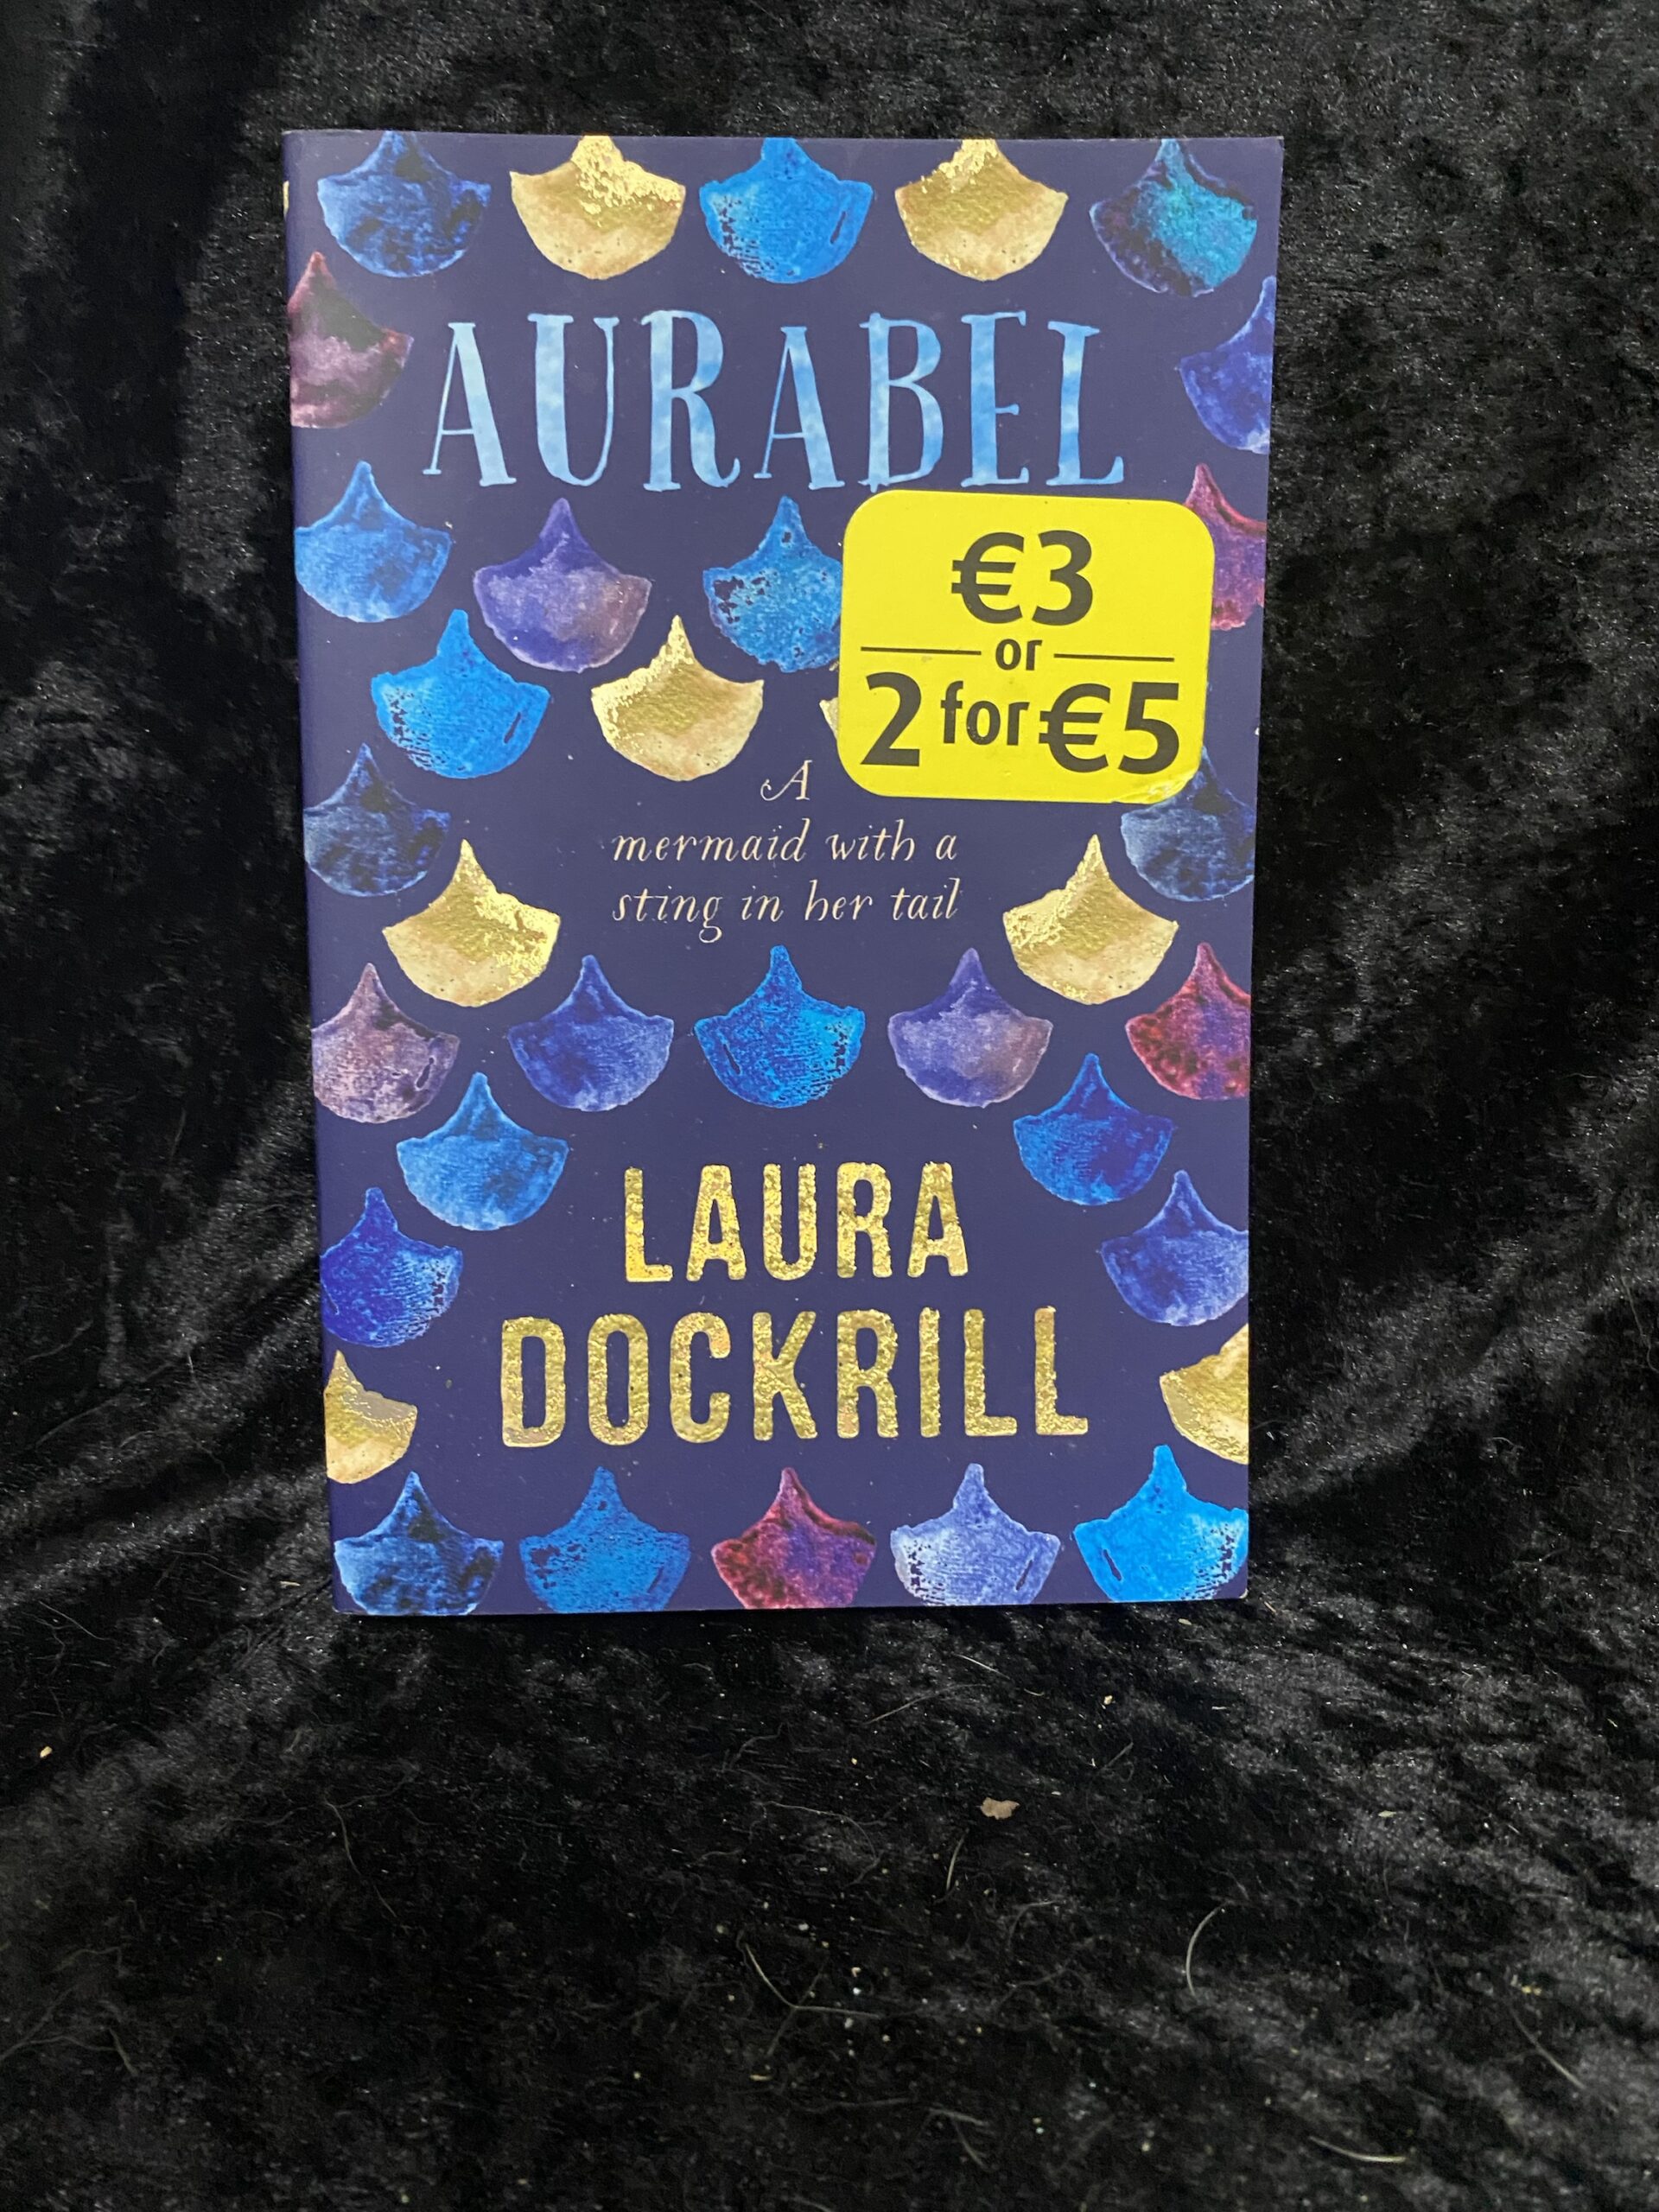 AURABEL
€3
or
2 for €5
A
mermaid with a
sting in her tail
LAURA
DOCKRILL